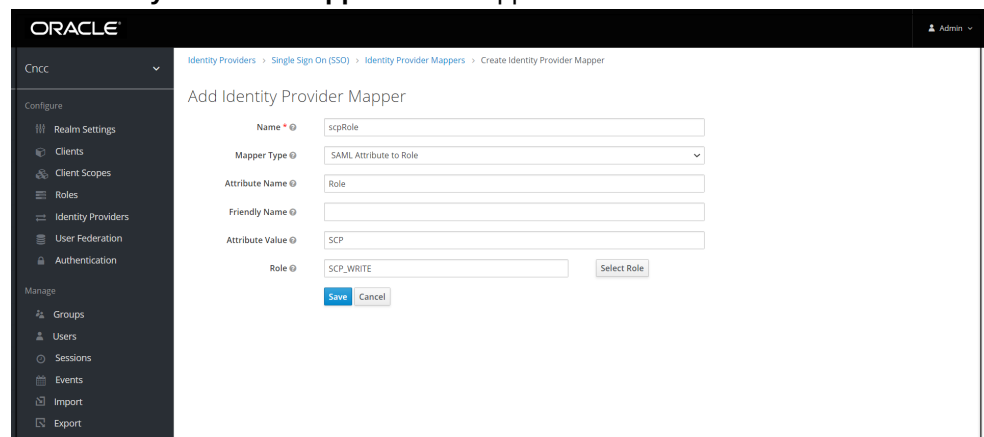 ORACLE®
Admin
Cncc
Identity Providers > Single Sign On (SSO) > Identity Provider Mappers > Create Identity Provider Mapper
Add Identity Provider Mapper
Configure
Realm Settings
Clients
Client Scopes
Roles
Identity Providers
User Federation
Authentication
Manage
Groups
Users
Sessions
Events
Import
Export
Name *
scpRole
Mapper Type
SAML Attribute to Role
Attribute Name
Role
Friendly Name
Attribute Value
SCP
Role
SCP_WRITE
Select Role
Save
Cancel